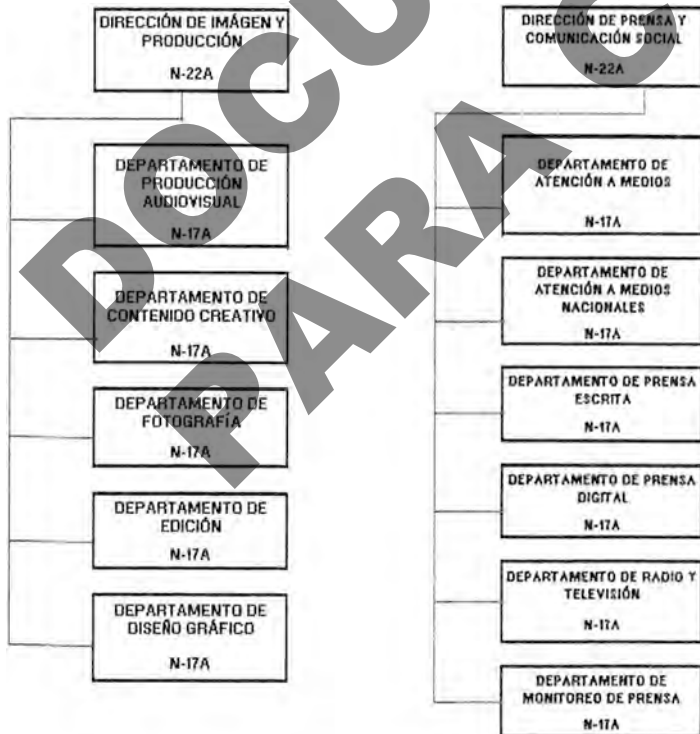 DIRECCIÓN DE IMÁGEN Y
PRODUCCIÓN
N-22A
DEPARTAMENTO DE
PRODUCCIÓN
AUDIOVISUAL
N-17A
DEPARTAMENTO DE
CONTENIDO CREATIVO
N-17A
DEPARTAMENTO DE
FOTOGRAFÍA
N-17A
DEPARTAMENTO DE
EDICIÓN
N-17A
DEPARTAMENTO DE
DISEÑO GRÁFICO
N-17A
DIRECCIÓN DE PRENSA Y
COMUNICACIÓN SOCIAL
N-22A
DEPARTAMENTO DE
ATENCIÓN A MEDIOS
N-17A
DEPARTAMENTO DE
ATENCIÓN A MEDIOS
NACIONALES
N-17A
DEPARTAMENTO DE PRENSA
ESCRITA
N-17A
DEPARTAMENTO DE PRENSA
DIGITAL
N-17A
DEPARTAMENTO DE RADIO Y
TELEVISIÓN
N-17A
DEPARTAMENTO DE
MONITOREO DE PRENSA
N-17A
PARA